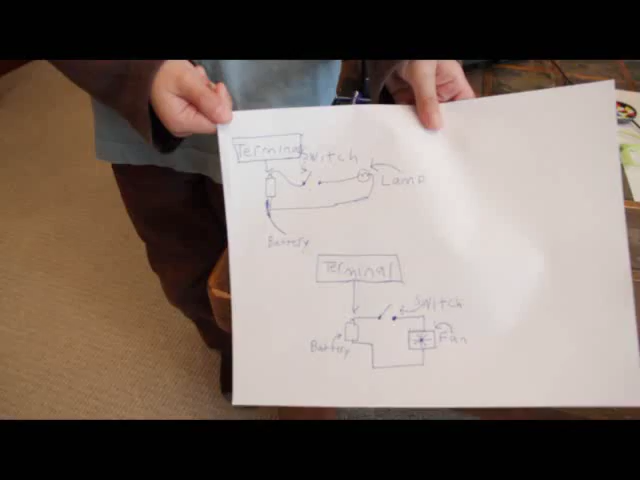 Terminal
Switch
Lamp
Battery
Terminal
Switch
Fan
Battery